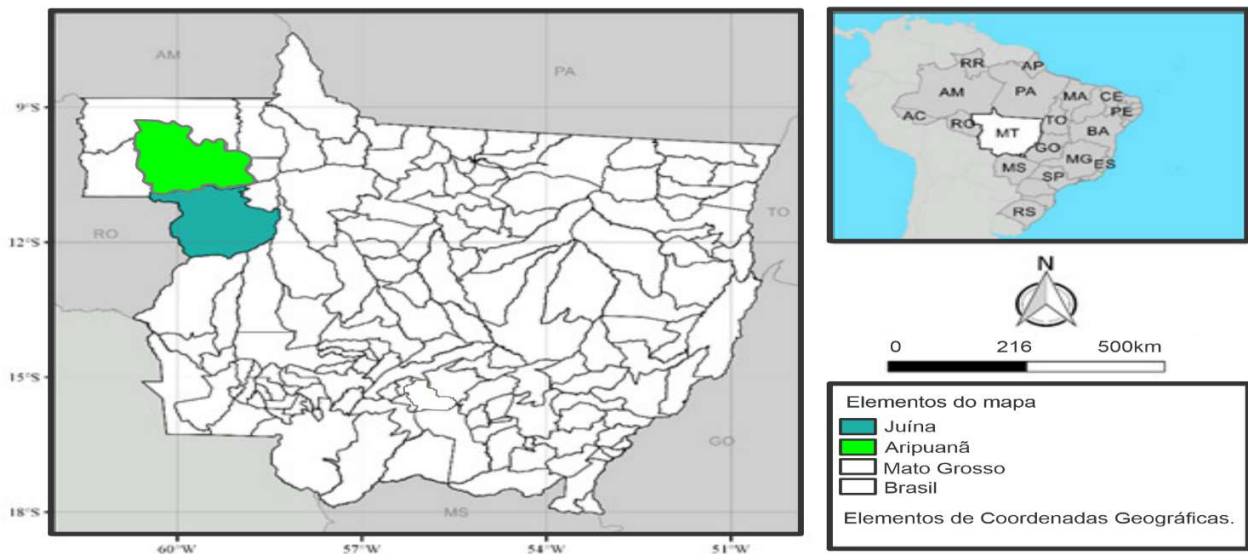 AM
PA
9°S
12°S
15°S
18°S
RO
TO
GO
MS
60°W
57°W
54°W
51°W
RR
AP
AM
PA
MA
CE
PE
AC
RO
TO
BA
MT
GO
MG
ES
MS
SP
RS
N
0 216 500km
Elementos do mapa
Juína
Aripuanã
Mato Grosso
Brasil
Elementos de Coordenadas Geográficas.